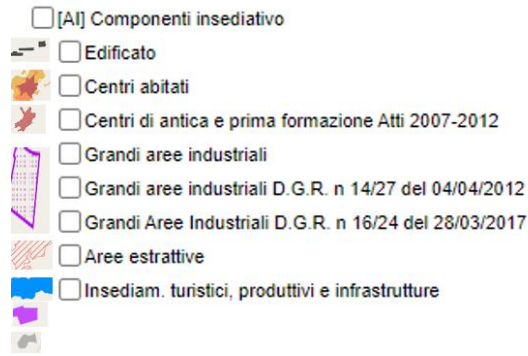 [AI] Componenti insediativo
Edificato
Centri abitati
Centri di antica e prima formazione Atti 2007-2012
Grandi aree industriali
Grandi aree industriali D.G.R. n 14/27 del 04/04/2012
Grandi Aree Industriali D.G.R. n 16/24 del 28/03/2017
Aree estrattive
Insediam. turistici, produttivi e infrastrutture